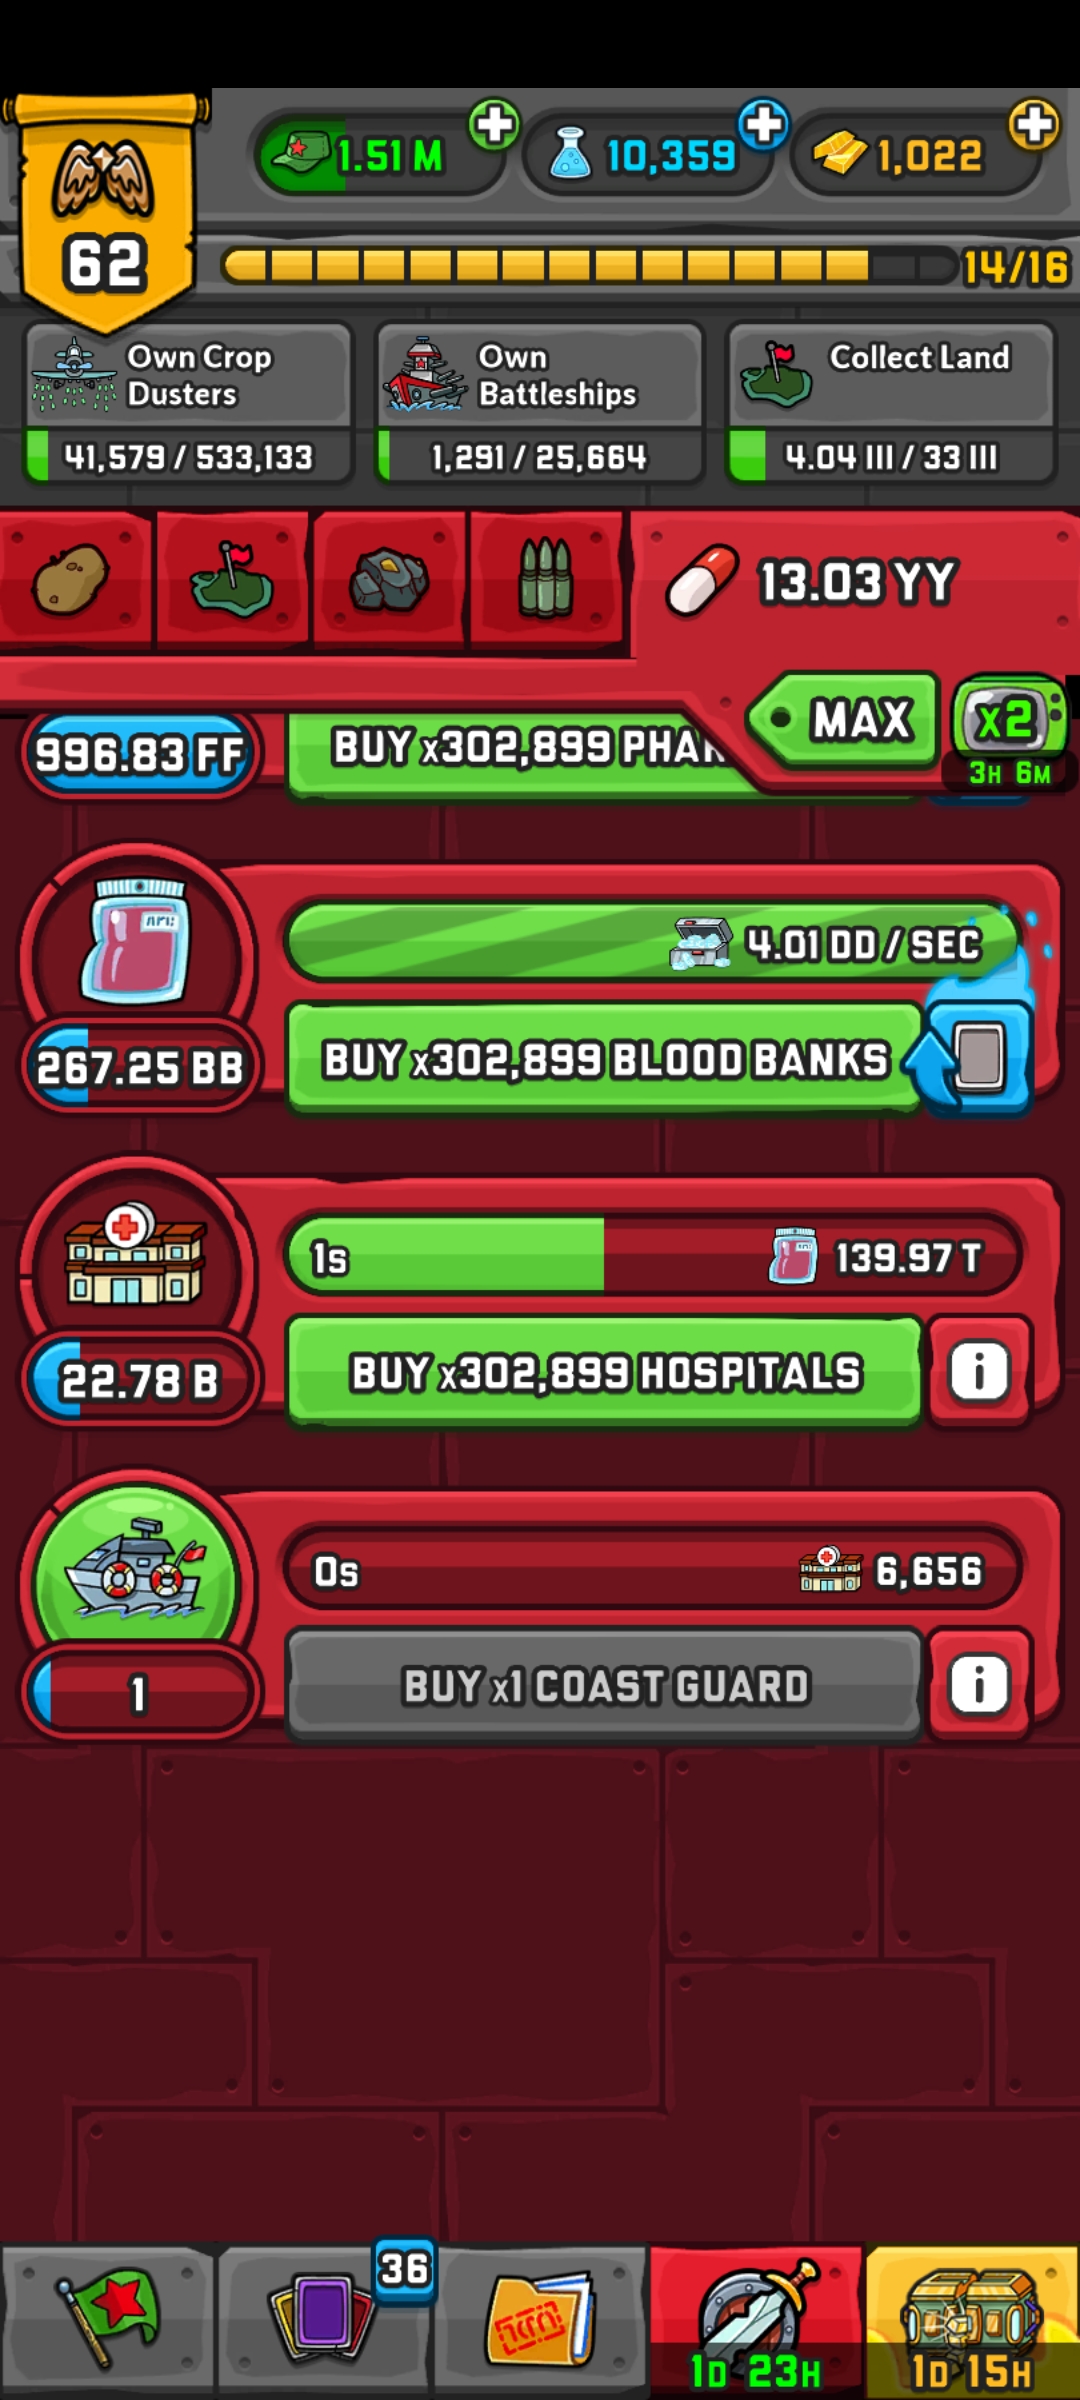 62
1.51 M
10,359
1,022
14/16
Own Crop
Dusters
41,579 / 533,133
Own
Battleships
1,291 / 25,664
Collect Land
4.04 III / 33 III
13.03 YY
MAX
x2
3H 6M
996.83 FF
BUY x302,899
4.01 DD / SEC
267.25 BB
BUY x302,899 BLOOD BANKS
1s
139.97 T
22.78 B
BUY x302,899 HOSPITALS
i
0s
6,656
1
BUY x1 COAST GUARD
i
36
1D 23H
1D 15H